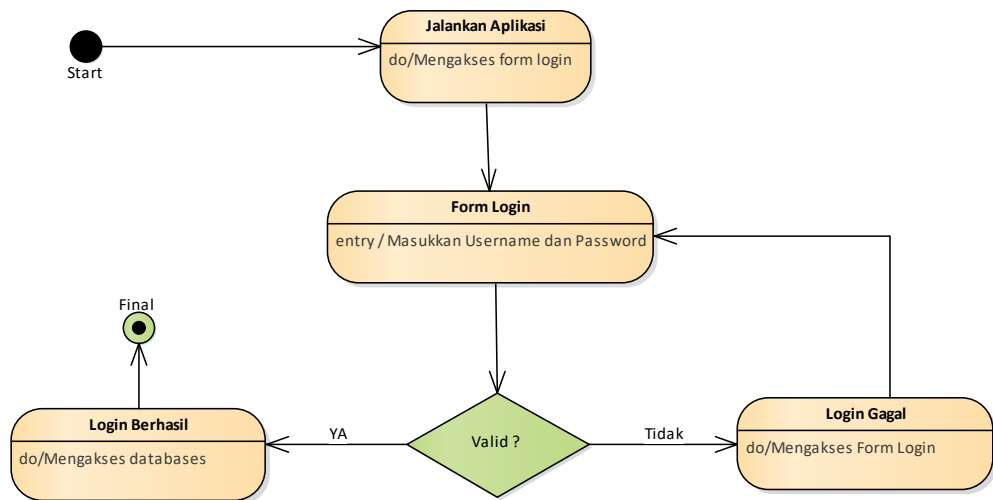 Jalankan Aplikasi
do/Mengakses form login
Start
Form Login
entry / Masukkan Username dan Password
Final
Login Berhasil
do/Mengakses databases
YA
Valid ?
Tidak
Login Gagal
do/Mengakses Form Login